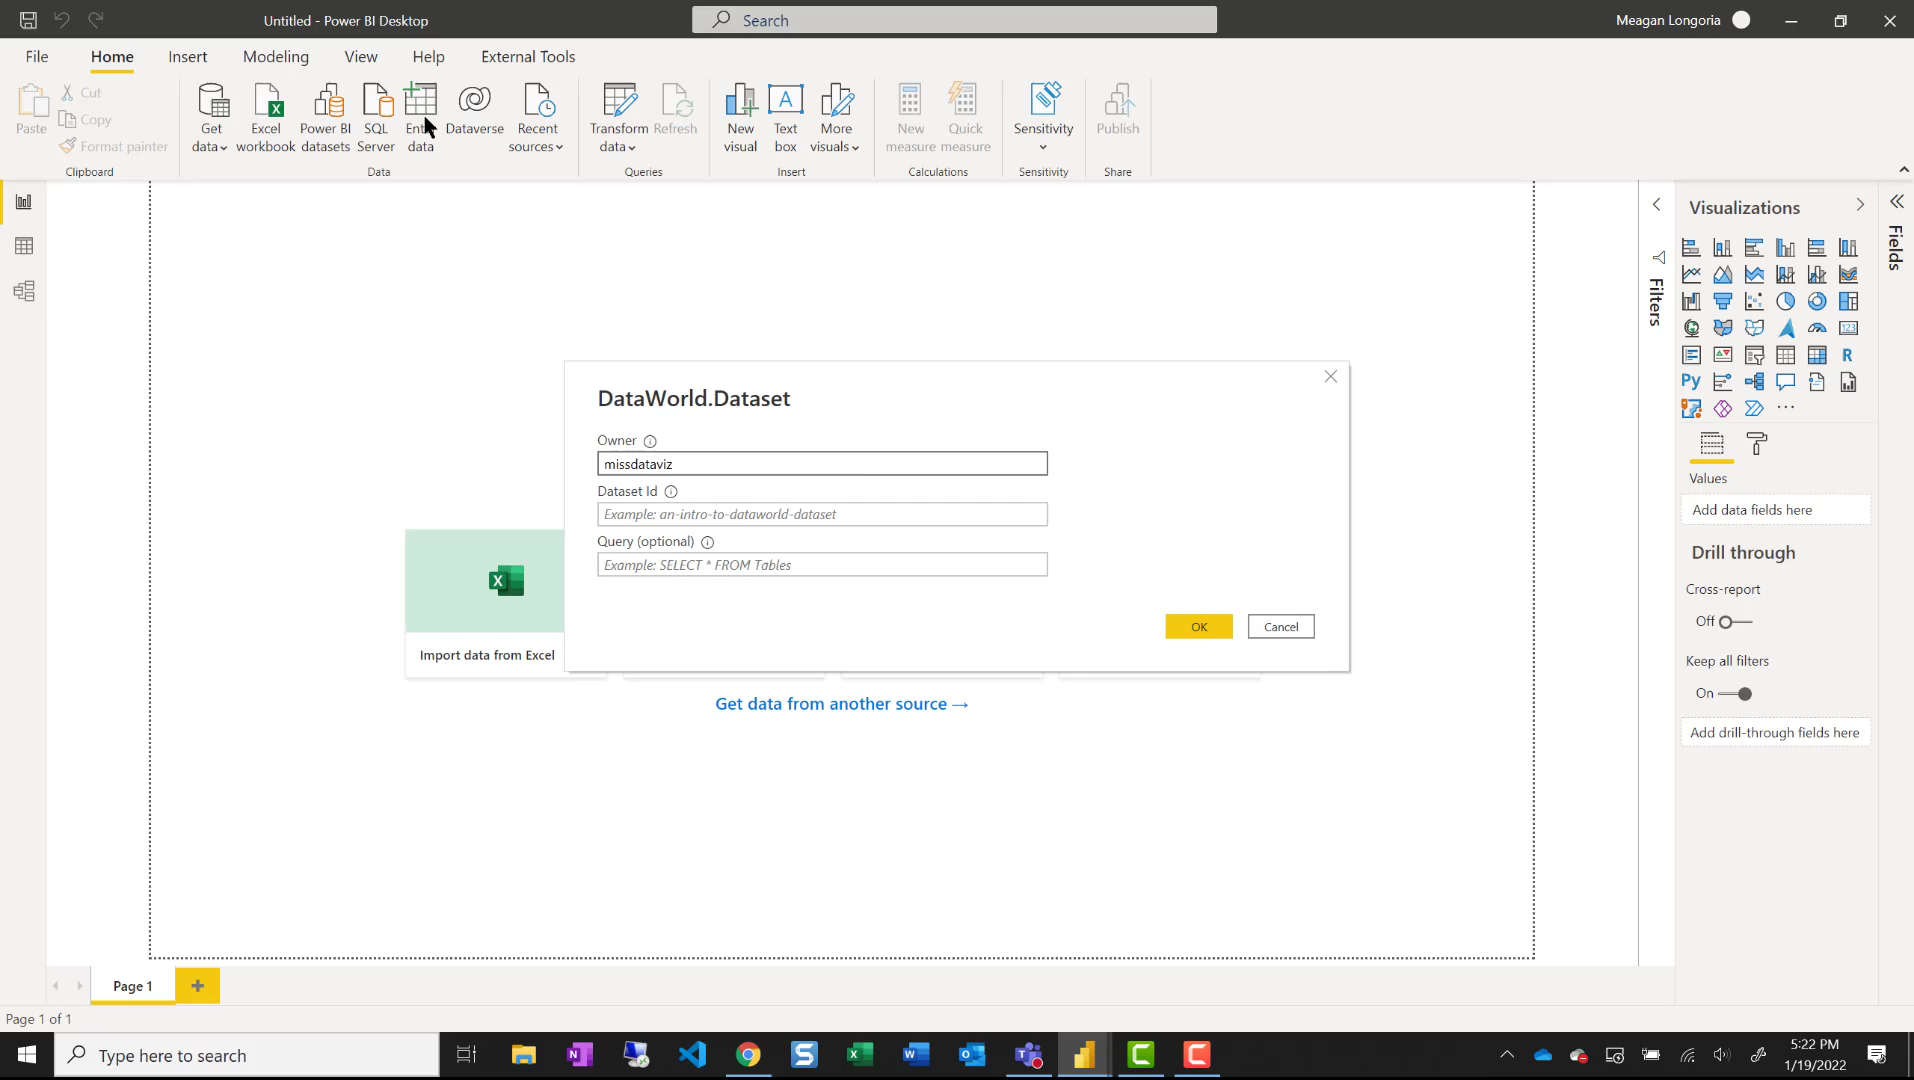 Untitled - Power BI Desktop
Search
Meagan Longoria
File
Home
Insert
Modeling
View
Help
External Tools
Paste
Cut
Copy
Format painter
Clipboard
Get data
Excel workbook
Power BI datasets
SQL Server
data
Dataverse
Recent sources
Data
Transform data
Refresh
Queries
New visual
Text box
More visuals
Insert
New measure
Quick measure
Calculations
Sensitivity
Sensitivity
Publish
Share
DataWorld.Dataset
Owner
missdataviz
Dataset Id
Example: an-intro-to-dataworld-dataset
Query (optional)
Example: SELECT * FROM Tables
OK
Cancel
Import data from Excel
Get data from another source →
Filters
Visualizations
Fields
R
Py
123
Values
Add data fields here
Drill through
Cross-report
Off
Keep all filters
On
Add drill-through fields here
Page 1
Page 1 of 1
Type here to search
5:22 PM
1/19/2022